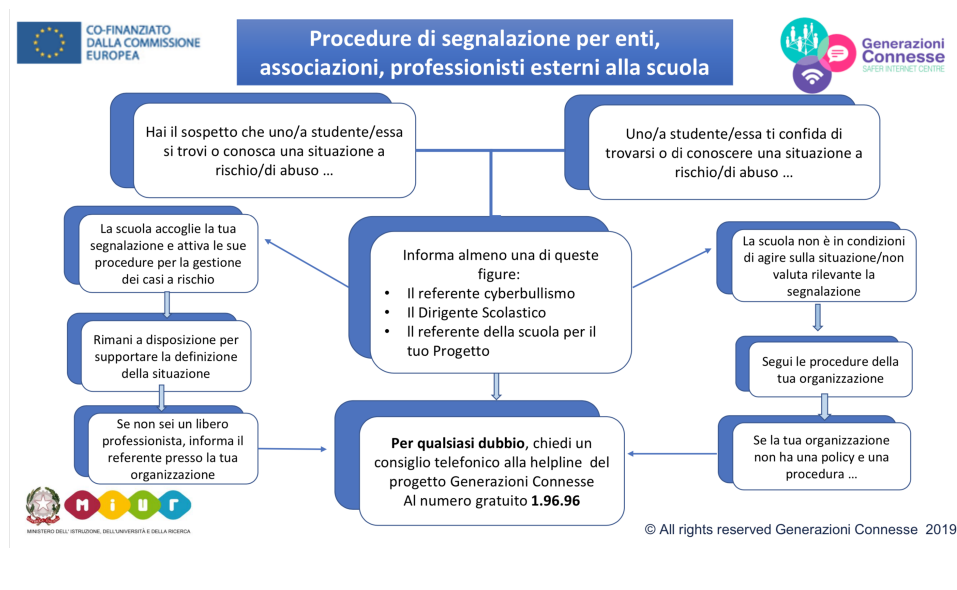 CO-FINANZIATO
DALLA COMMISSIONE
EUROPEA
Procedure di segnalazione per enti,
associazioni, professionisti esterni alla scuola
Generazioni
Connesse
SAFER INTERNET CENTRE
Hai il sospetto che uno/a studente/essa
si trovi o conosca una situazione a
rischio/di abuso ...
Uno/a studente/essa ti confida di
trovarsi o di conoscere una situazione a
rischio/di abuso ...
La scuola accoglie la tua
segnalazione e attiva le sue
procedure per la gestione
dei casi a rischio
Informa almeno una di queste
figure:
• Il referente cyberbullismo
• Il Dirigente Scolastico
• Il referente della scuola per il
tuo Progetto
La scuola non è in condizioni
di agire sulla situazione/non
valuta rilevante la
segnalazione
Rimani a disposizione per
supportare la definizione
della situazione
Segui le procedure della
tua organizzazione
Se non sei un libero
professionista, informa il
referente presso la tua
organizzazione
Per qualsiasi dubbio, chiedi un
consiglio telefonico alla helpline del
progetto Generazioni Connesse
Al numero gratuito 1.96.96
Se la tua organizzazione
non ha una policy e una
procedura ...
miur
MINISTERO DELL' ISTRUZIONE, DELL'UNIVERSITÀ E DELLA RICERCA
© All rights reserved Generazioni Connesse 2019